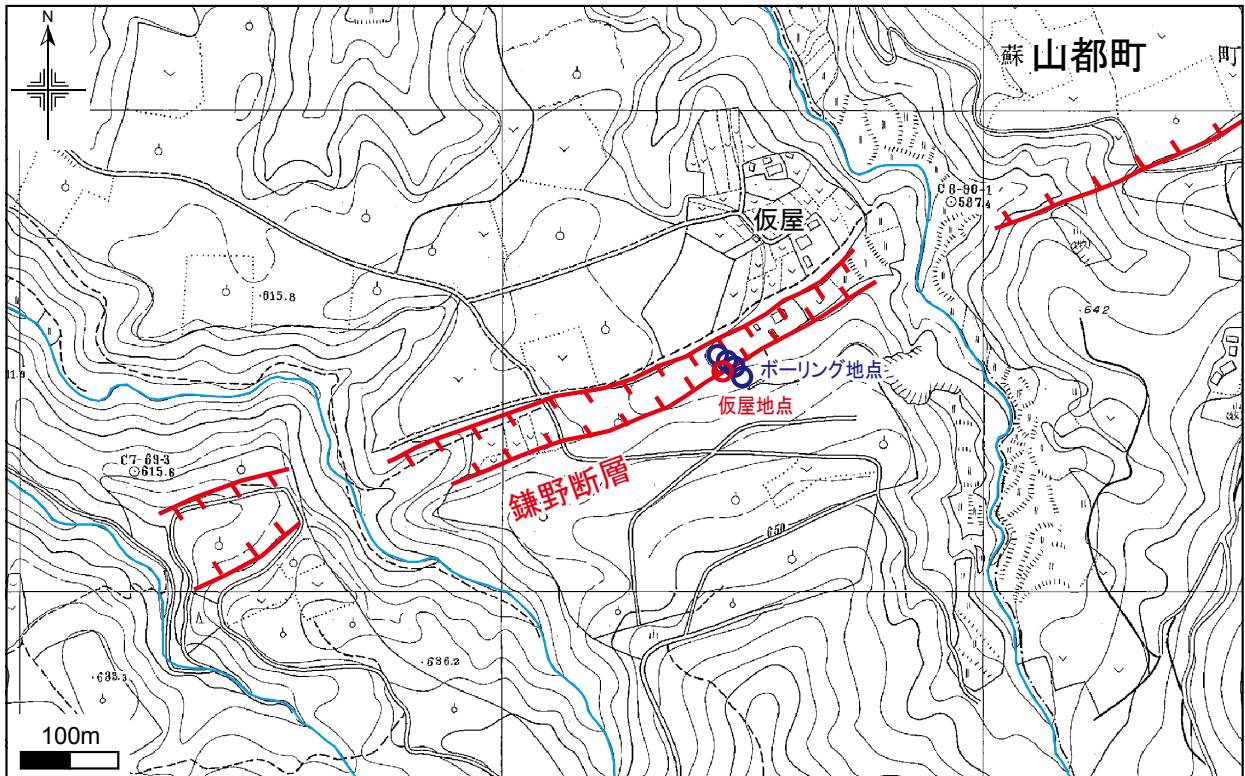 N
蘇 山都町 町
C8-90-1
587.4
仮屋
・615.8
・642
ボーリング地点
仮屋地点
C7-69-3
615.6
鎌野断層
650
・636.2
100m